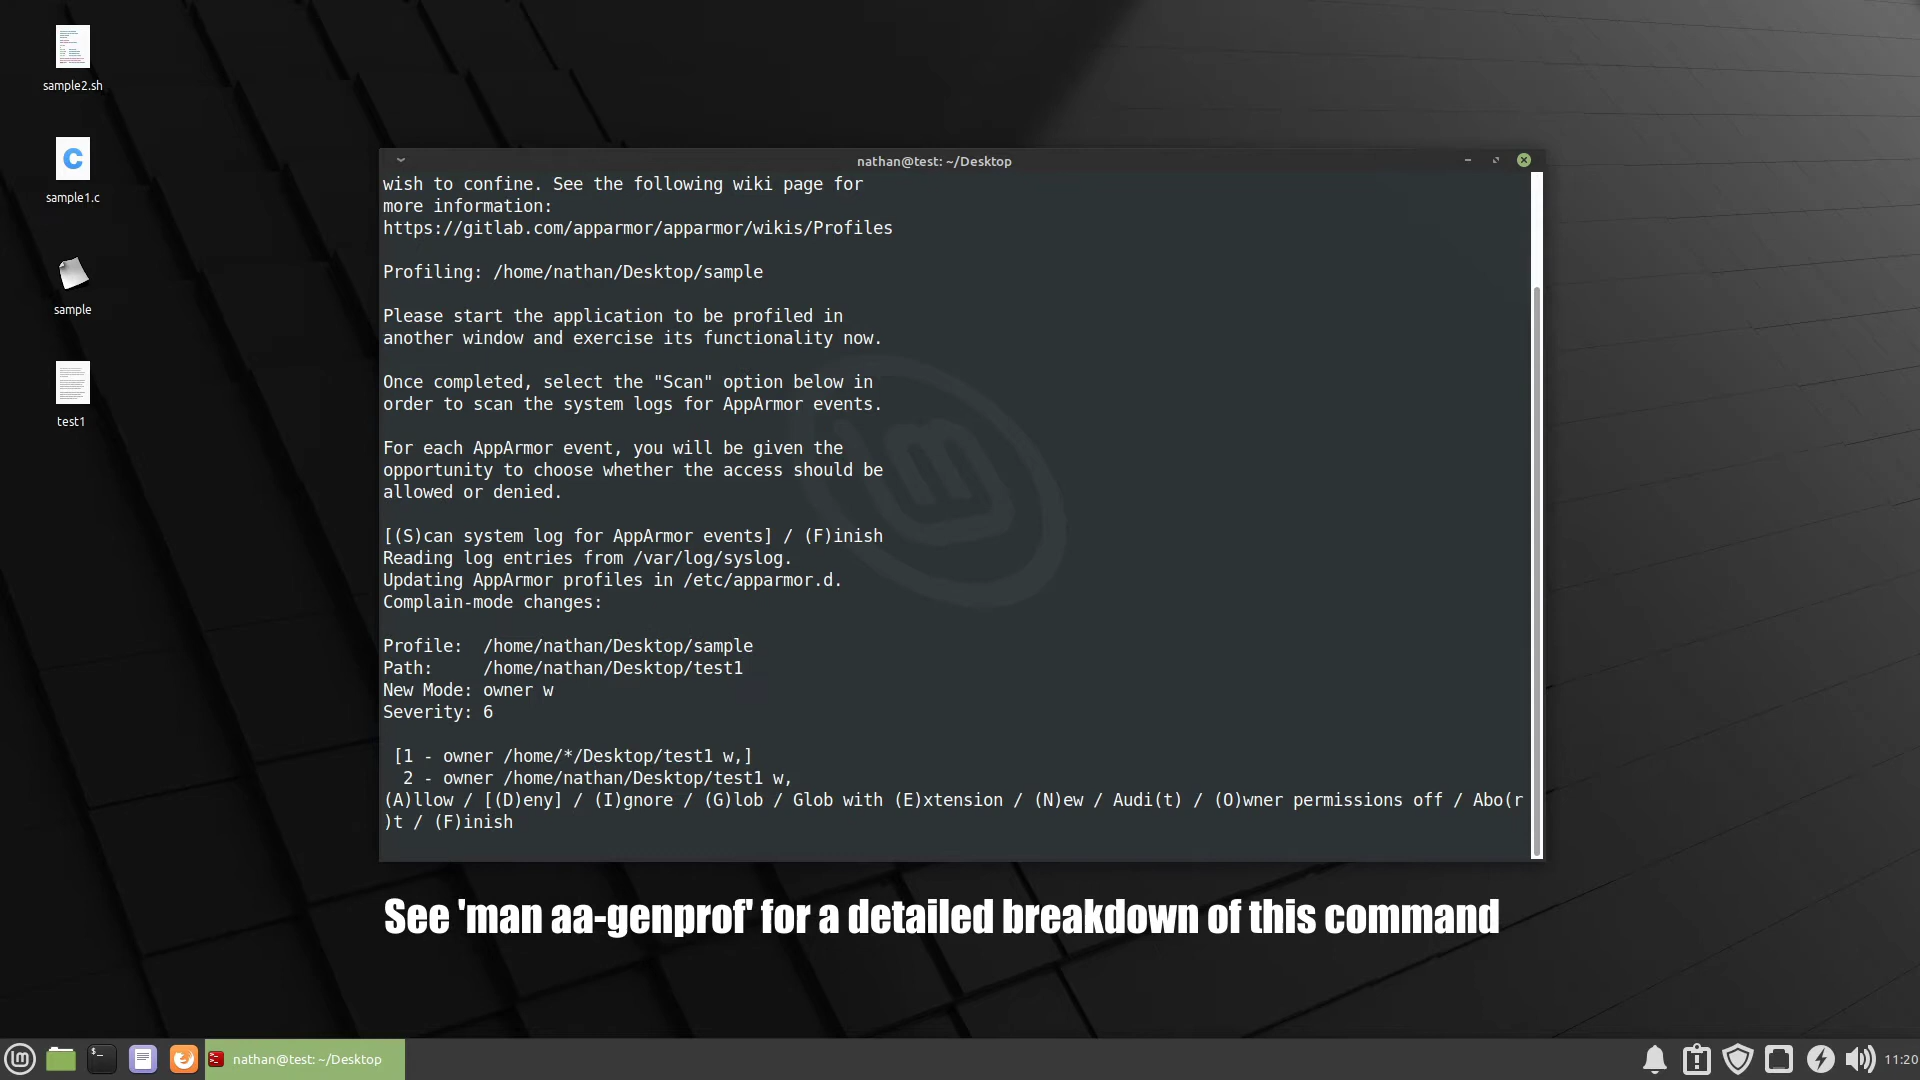 sample2.sh
C
sample1.c
sample
test1
nathan@test: ~/Desktop
wish to confine. See the following wiki page for
more information:
https://gitlab.com/apparmor/apparmor/wikis/Profiles
Profiling: /home/nathan/Desktop/sample
Please start the application to be profiled in
another window and exercise its functionality now.
Once completed, select the "Scan" option below in
order to scan the system logs for AppArmor events.
For each AppArmor event, you will be given the
opportunity to choose whether the access should be
allowed or denied.
[(S)can system log for AppArmor events] / (F)inish
Reading log entries from /var/log/syslog.
Updating AppArmor profiles in /etc/apparmor.d.
Complain-mode changes:
Profile:  /home/nathan/Desktop/sample
Path:     /home/nathan/Desktop/test1
New Mode: owner w
Severity: 6
[1 - owner /home/*/Desktop/test1 w,]
2 - owner /home/nathan/Desktop/test1 w,
(A)llow / [(D)eny] / (I)gnore / (G)lob / Glob with (E)xtension / (N)ew / Audi(t) / (O)wner permissions off / Abo(r
)t / (F)inish
See 'man aa-genprof' for a detailed breakdown of this command
nathan@test: ~/Desktop
11:20